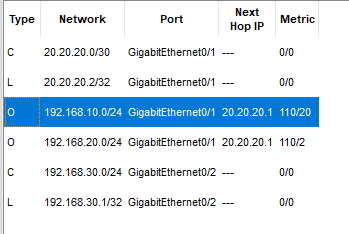 Type Network Port Next Hop IP Metric
C 20.20.20.0/30 GigabitEthernet0/1 --- 0/0
L 20.20.20.2/32 GigabitEthernet0/1 --- 0/0
O 192.168.10.0/24 GigabitEthernet0/1 20.20.20.1 110/20
O 192.168.20.0/24 GigabitEthernet0/1 20.20.20.1 110/2
C 192.168.30.0/24 GigabitEthernet0/2 --- 0/0
L 192.168.30.1/32 GigabitEthernet0/2 --- 0/0